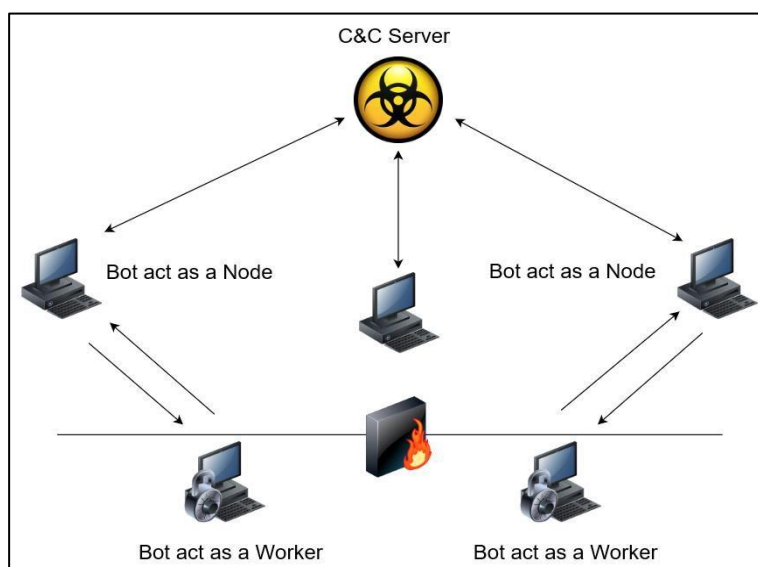 C&C Server
Bot act as a Node
Bot act as a Node
Bot act as a Worker
Bot act as a Worker